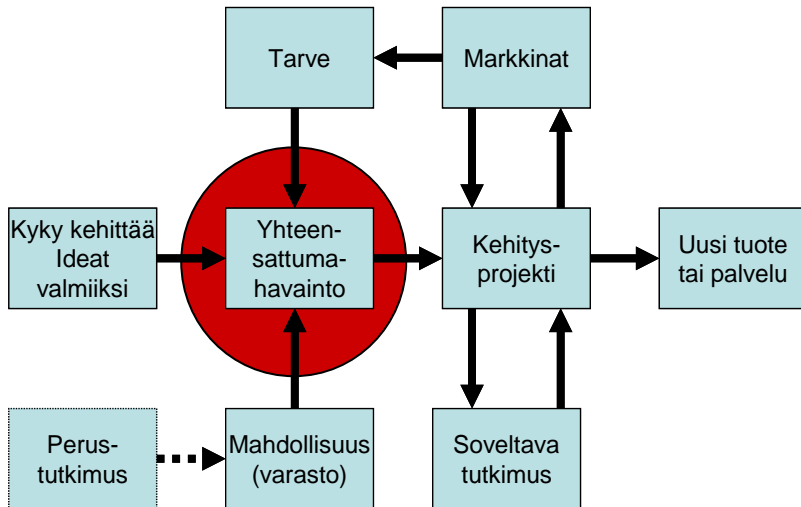 Tarve
Markkinat
Kyky kehittää
Ideat
valmiiksi
Yhteen-
sattuma-
havainto
Kehitys-
projekti
Uusi tuote
tai palvelu
Perus-
tutkimus
Mahdollisuus
(varasto)
Soveltava
tutkimus